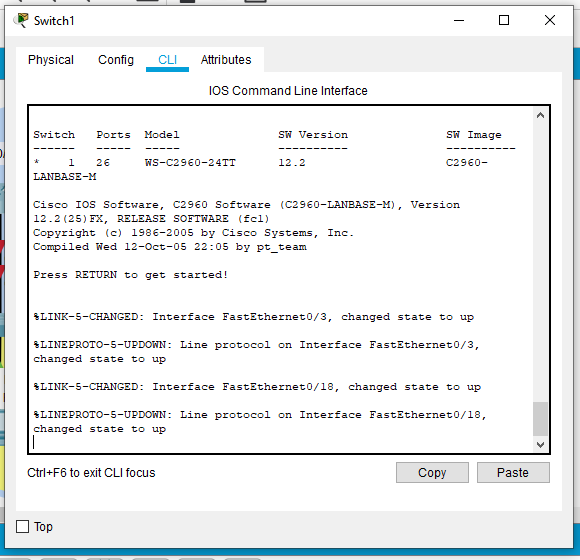 Switch1
Physical Config CLI Attributes
IOS Command Line Interface
Switch Ports Model SW Version SW Image
------ ----- ----- ---------- ----------
* 1 26 WS-C2960-24TT 12.2 C2960-
LANBASE-M
Cisco IOS Software, C2960 Software (C2960-LANBASE-M), Version
12.2(25)FX, RELEASE SOFTWARE (fc1)
Copyright (c) 1986-2005 by Cisco Systems, Inc.
Compiled Wed 12-Oct-05 22:05 by pt_team
Press RETURN to get started!
%LINK-5-CHANGED: Interface FastEthernet0/3, changed state to up
%LINEPROTO-5-UPDOWN: Line protocol on Interface FastEthernet0/3,
changed state to up
%LINK-5-CHANGED: Interface FastEthernet0/18, changed state to up
%LINEPROTO-5-UPDOWN: Line protocol on Interface FastEthernet0/18,
changed state to up
Ctrl+F6 to exit CLI focus
Copy Paste
Top